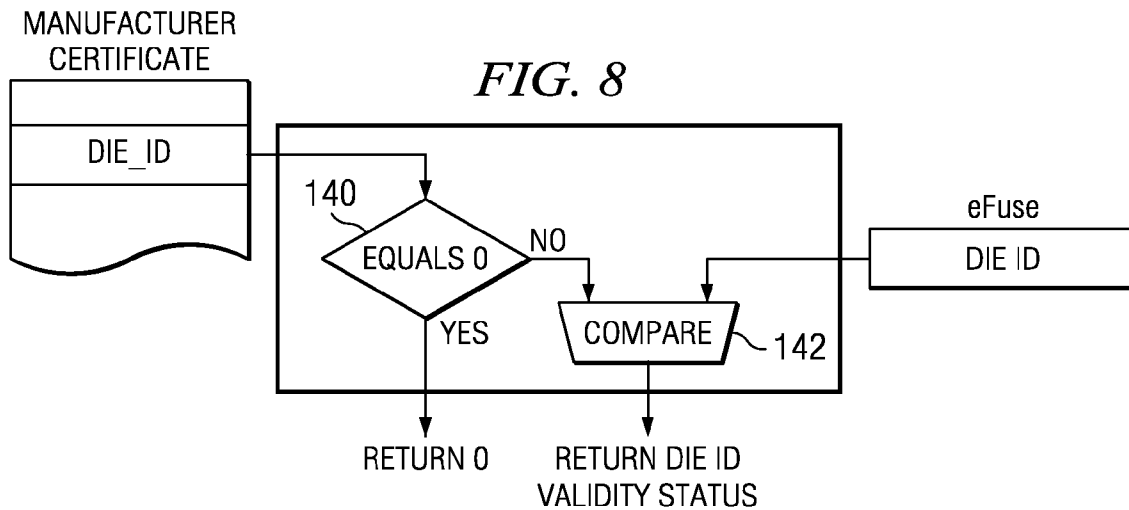 MANUFACTURER
CERTIFICATE
FIG. 8
DIE_ID
140
EQUALS 0
NO
YES
eFuse
DIE ID
COMPARE
142
RETURN 0
RETURN DIE ID
VALIDITY STATUS